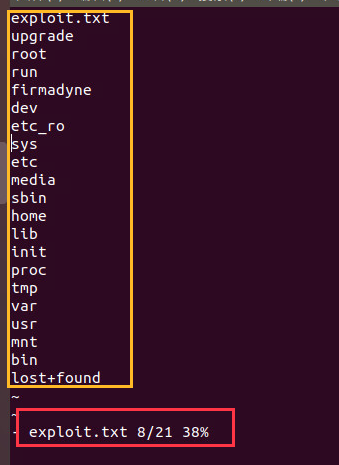 exploit.txt
upgrade
root
run
firmadyne
dev
etc_ro
sys
etc
media
sbin
home
lib
init
proc
tmp
var
usr
mnt
bin
lost+found
~
~
- exploit.txt 8/21 38%